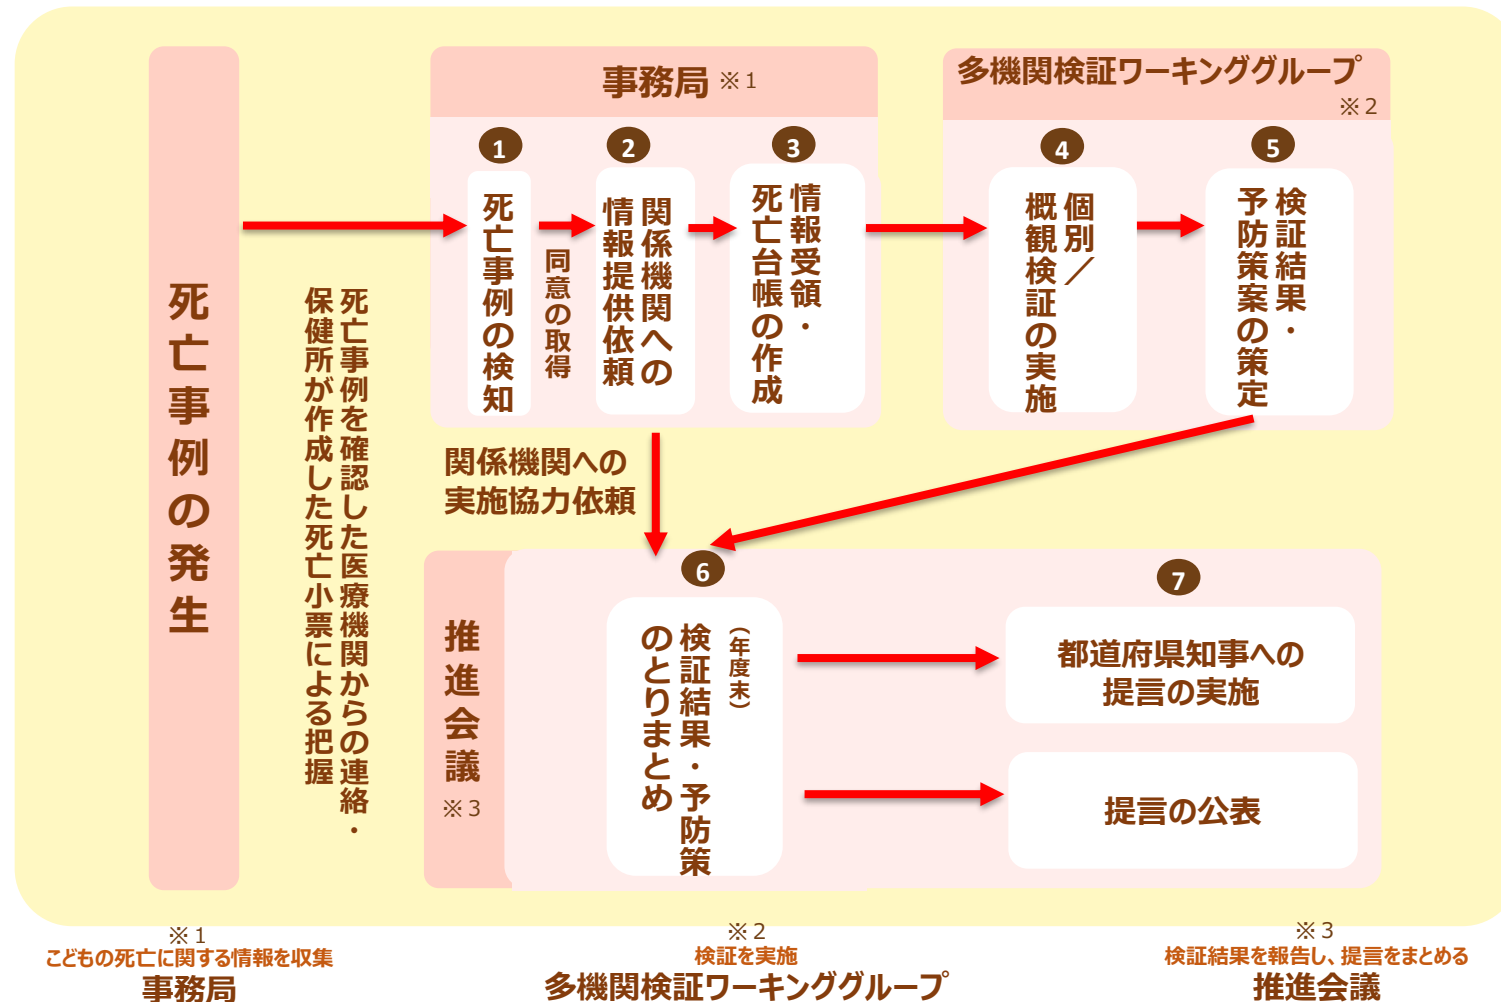 死亡事例の発生
死亡事例を確認した医療機関からの連絡・
保健所が作成した死亡小票による把握
事務局 ※1
1
死亡事例の検知
同意の取得
2
関係機関への
情報提供依頼
3
情報受領・
死亡台帳の作成
多機関検証ワーキンググループ
※2
4
個別／
概観検証の実施
5
検証結果・
予防策案の策定
関係機関への
実施協力依頼
推進会議
※3
6
（年度末）
検証結果・予防策
のとりまとめ
7
都道府県知事への
提言の実施
提言の公表
※1
こどもの死亡に関する情報を収集
事務局
※2
検証を実施
多機関検証ワーキンググループ
※3
検証結果を報告し、提言をまとめる
推進会議